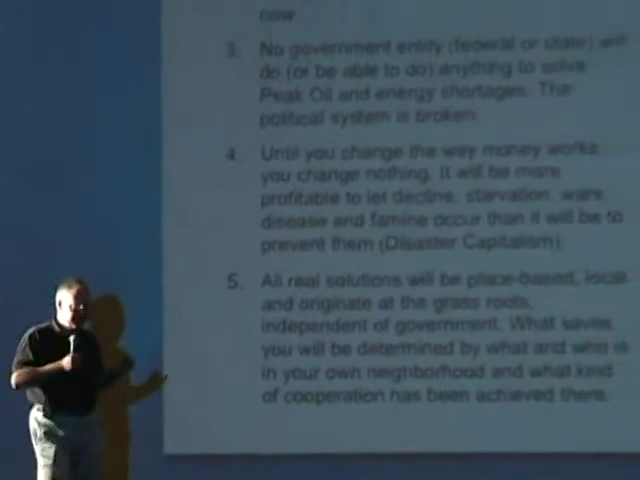 now
3. No government entity (federal or state) will
do (or be able to do) anything to solve
Peak Oil and energy shortages. The
political system is broken.
4. Until you change the way money works
you change nothing. It will be more
profitable to let decline, starvation, wars
disease and famine occur than it will be to
prevent them (Disaster Capitalism).
5. All real solutions will be place-based, local
and originate at the grass roots,
independent of government. What saves
you will be determined by what and who is
in your own neighborhood and what kind
of cooperation has been achieved there.